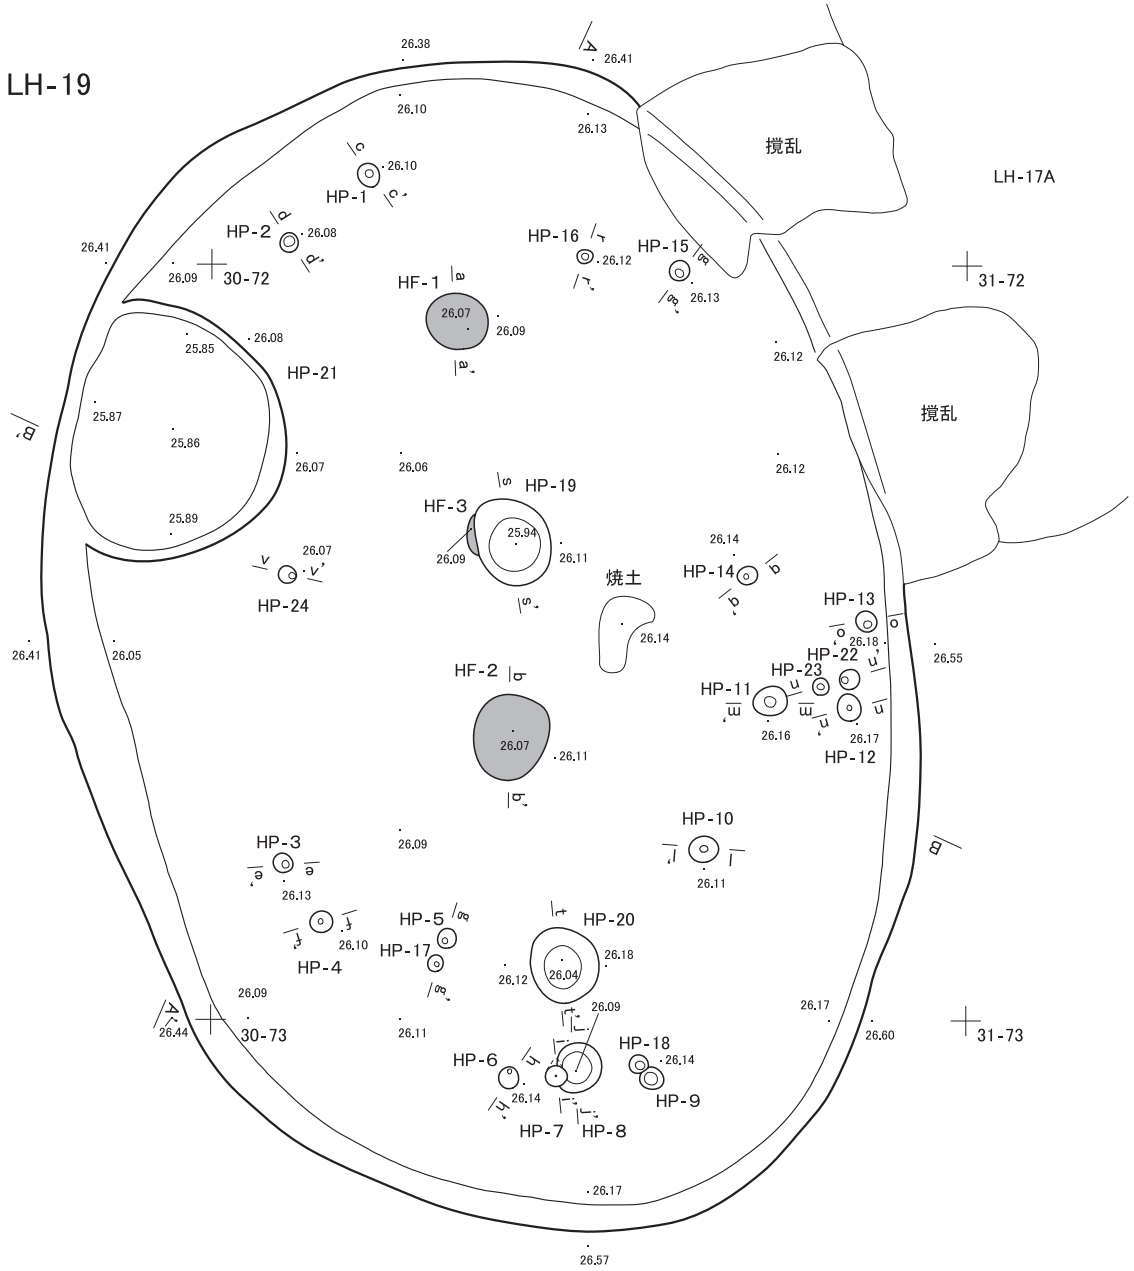 LH-19
26.38
A
26.41
26.10
26.13
撹乱
LH-17A
c
26.10
HP-1
c'
d
HP-2
26.08
d'
HP-16
r
26.12
r'
HP-15
26.13
26.41
26.09
30-72
31-72
HF-1
a
26.07
26.09
a'
26.08
25.85
HP-21
26.12
25.87
B'
25.86
撹乱
26.07
26.06
26.12
s
HP-19
HF-3
25.94
25.89
26.09
26.11
s'
v
26.07
v'
HP-24
26.14
HP-14
q
q'
焼土
26.14
HP-13
o'
o
26.18
26.41
26.05
26.55
HP-22
HP-23
n
n'
HP-11
m'
m
26.16
n'
n
26.17
HP-12
HF-2
b
26.07
26.11
b'
HP-10
l'
l
26.11
B
26.09
HP-3
e'
e
26.13
f'
f
26.10
HP-4
HP-5
g
HP-17
g'
t
HP-20
26.12
26.04
26.18
t'
26.09
A'
26.44
30-73
26.09
26.11
26.17
26.60
31-73
j
i
HP-6
h
26.14
h'
HP-18
26.14
HP-9
i'
j'
HP-7
HP-8
26.17
26.57